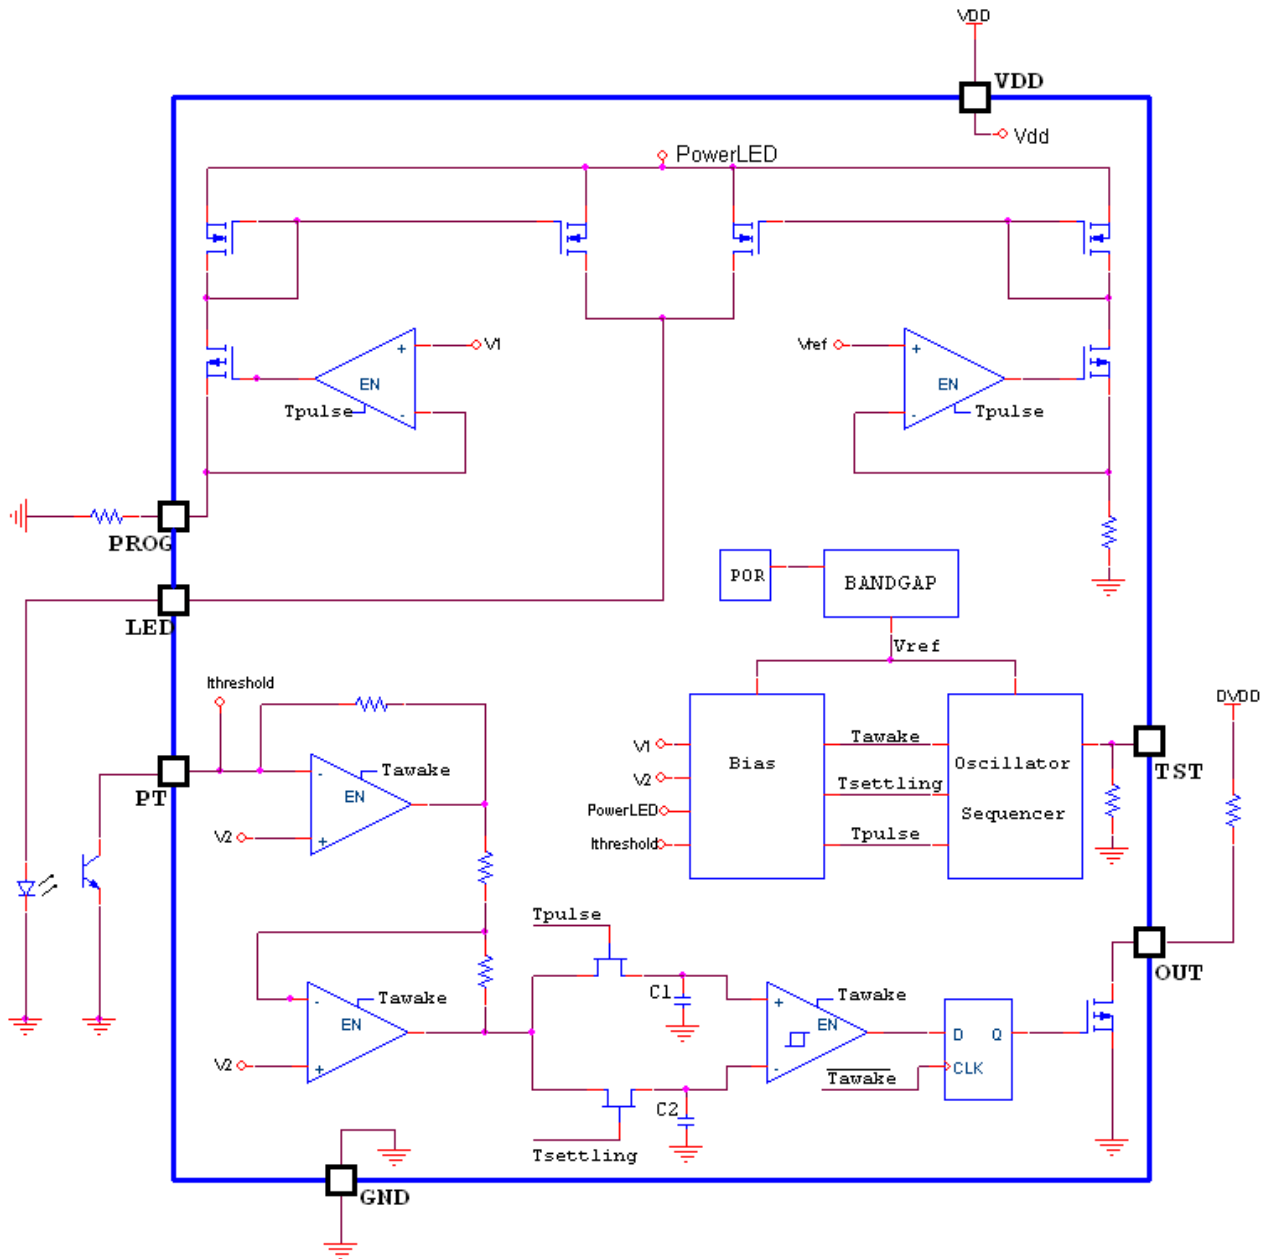 VDD
VDD
Vdd
PowerLED
+
V1
Vref
+
EN
EN
Tpulse
-
-
Tpulse
PROG
POR
BANDGAP
LED
Vref
Ithreshold
DVDD
V1
Tawake
-
Tawake
Bias
Oscillator
TST
PT
EN
V2
Tsettling
PowerLED
Sequencer
V2
+
Ithreshold
Tpulse
Tpulse
OUT
C1
-
Tawake
+
Tawake
EN
EN
D Q
V2
+
-
Tawake
CLK
C2
Tsettling
GND